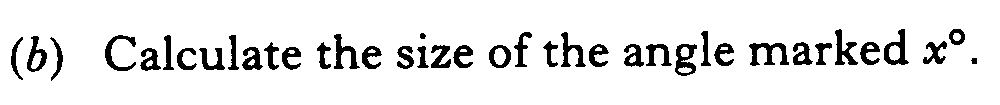 (b) Calculate the size of the angle marked x°.